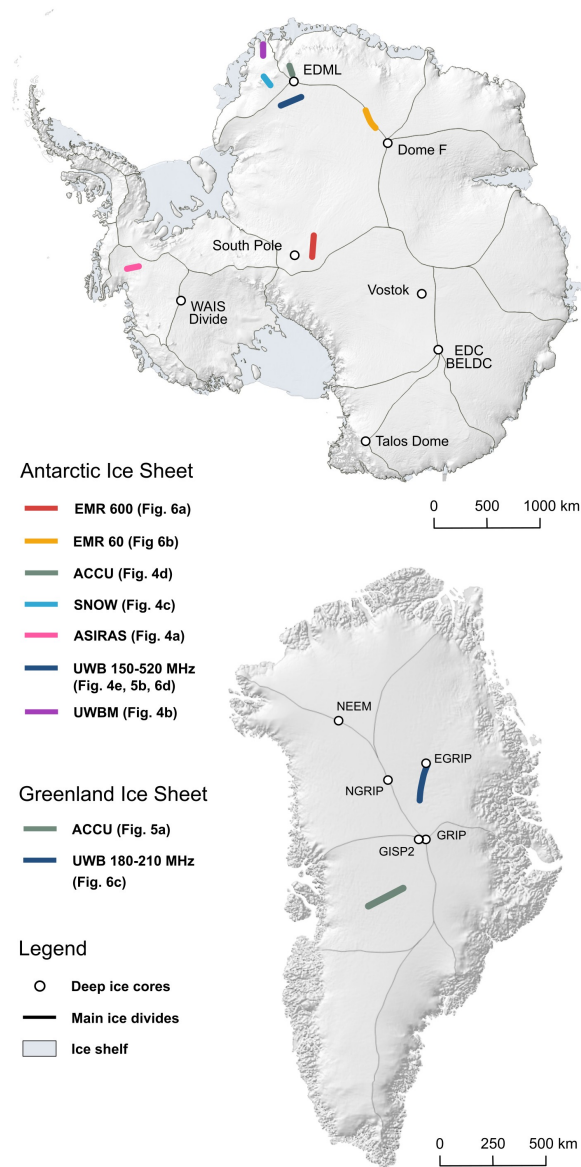 EDML
Dome F
South Pole
Vostok
WAIS
Divide
EDC
BELDC
Talos Dome
Antarctic Ice Sheet
EMR 600 (Fig. 6a)
EMR 60 (Fig 6b)
ACCU (Fig. 4d)
SNOW (Fig. 4c)
ASIRAS (Fig. 4a)
UWB 150-520 MHz
(Fig. 4e, 5b, 6d)
UWBM (Fig. 4b)
0 500 1000 km
NEEM
EGRIP
NGRIP
GRIP
GISP2
Greenland Ice Sheet
ACCU (Fig. 5a)
UWB 180-210 MHz
(Fig. 6c)
Legend
Deep ice cores
Main ice divides
Ice shelf
0 250 500 km